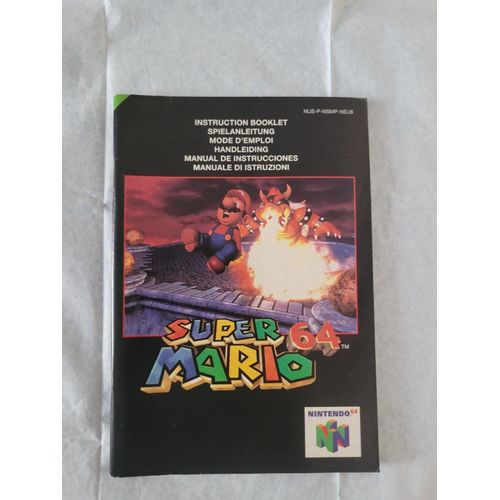 NUS-P-NSMP-NEU6
INSTRUCTION BOOKLET
SPIELANLEITUNG
MODE D'EMPLOI
HANDLEIDING
MANUAL DE INSTRUCCIONES
MANUALE DI ISTRUZIONI
SUPER 64™
MARIO
NINTENDO 64